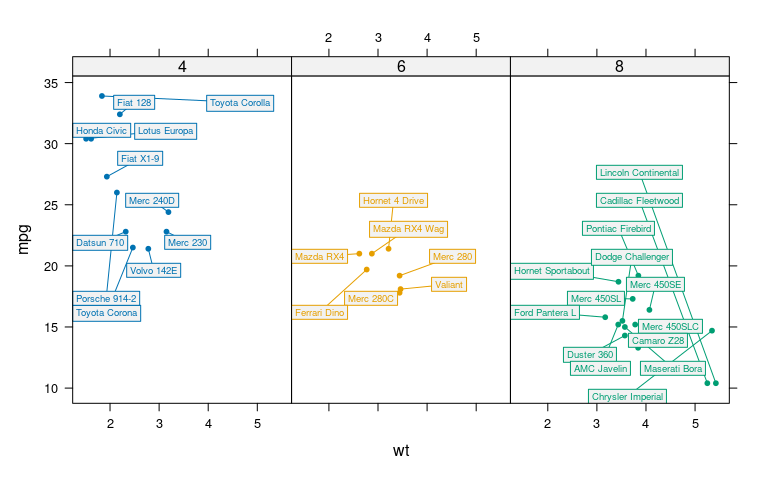 2 3 4 5
4 6 8
35
30
25
20
15
10
mpg
Fiat 128
Toyota Corolla
Honda Civic
Lotus Europa
Fiat X1-9
Merc 240D
Datsun 710
Merc 230
Volvo 142E
Porsche 914-2
Toyota Corona
Hornet 4 Drive
Mazda RX4 Wag
Mazda RX4
Merc 280
Valiant
Merc 280C
Ferrari Dino
Lincoln Continental
Cadillac Fleetwood
Pontiac Firebird
Dodge Challenger
Hornet Sportabout
Merc 450SE
Merc 450SL
Ford Pantera L
Merc 450SLC
Camaro Z28
Duster 360
AMC Javelin
Maserati Bora
Chrysler Imperial
2 3 4 5 2 3 4 5
wt